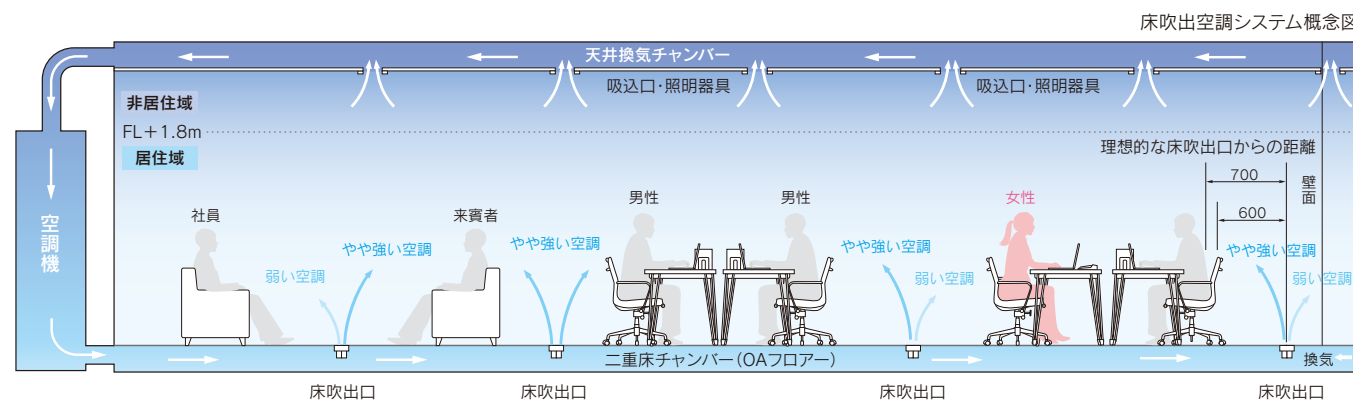 床吹出空調システム概念図
天井換気チャンバー
吸込口・照明器具
吸込口・照明器具
非居住域
FL+1.8m
居住域
理想的な床吹出口からの距離
700
600
壁面
空調機
社員
来賓者
男性
男性
女性
弱い空調
やや強い空調
やや強い空調
やや強い空調
弱い空調
やや強い空調
弱い空調
二重床チャンバー(OAフロアー)
換気
床吹出口
床吹出口
床吹出口
床吹出口